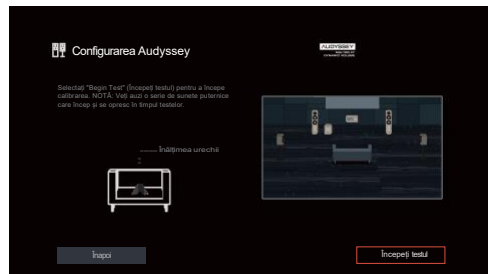 Configurarea Audyssey
AUDYSSEY
Selectați "Begin Test" (Începeți testul) pentru a începe
calibrarea. NOTĂ: Veți auzi o serie de sunete puternice
care încep și se opresc în timpul testelor.
Înălțimea urechii
Înapoi
Începeți testul